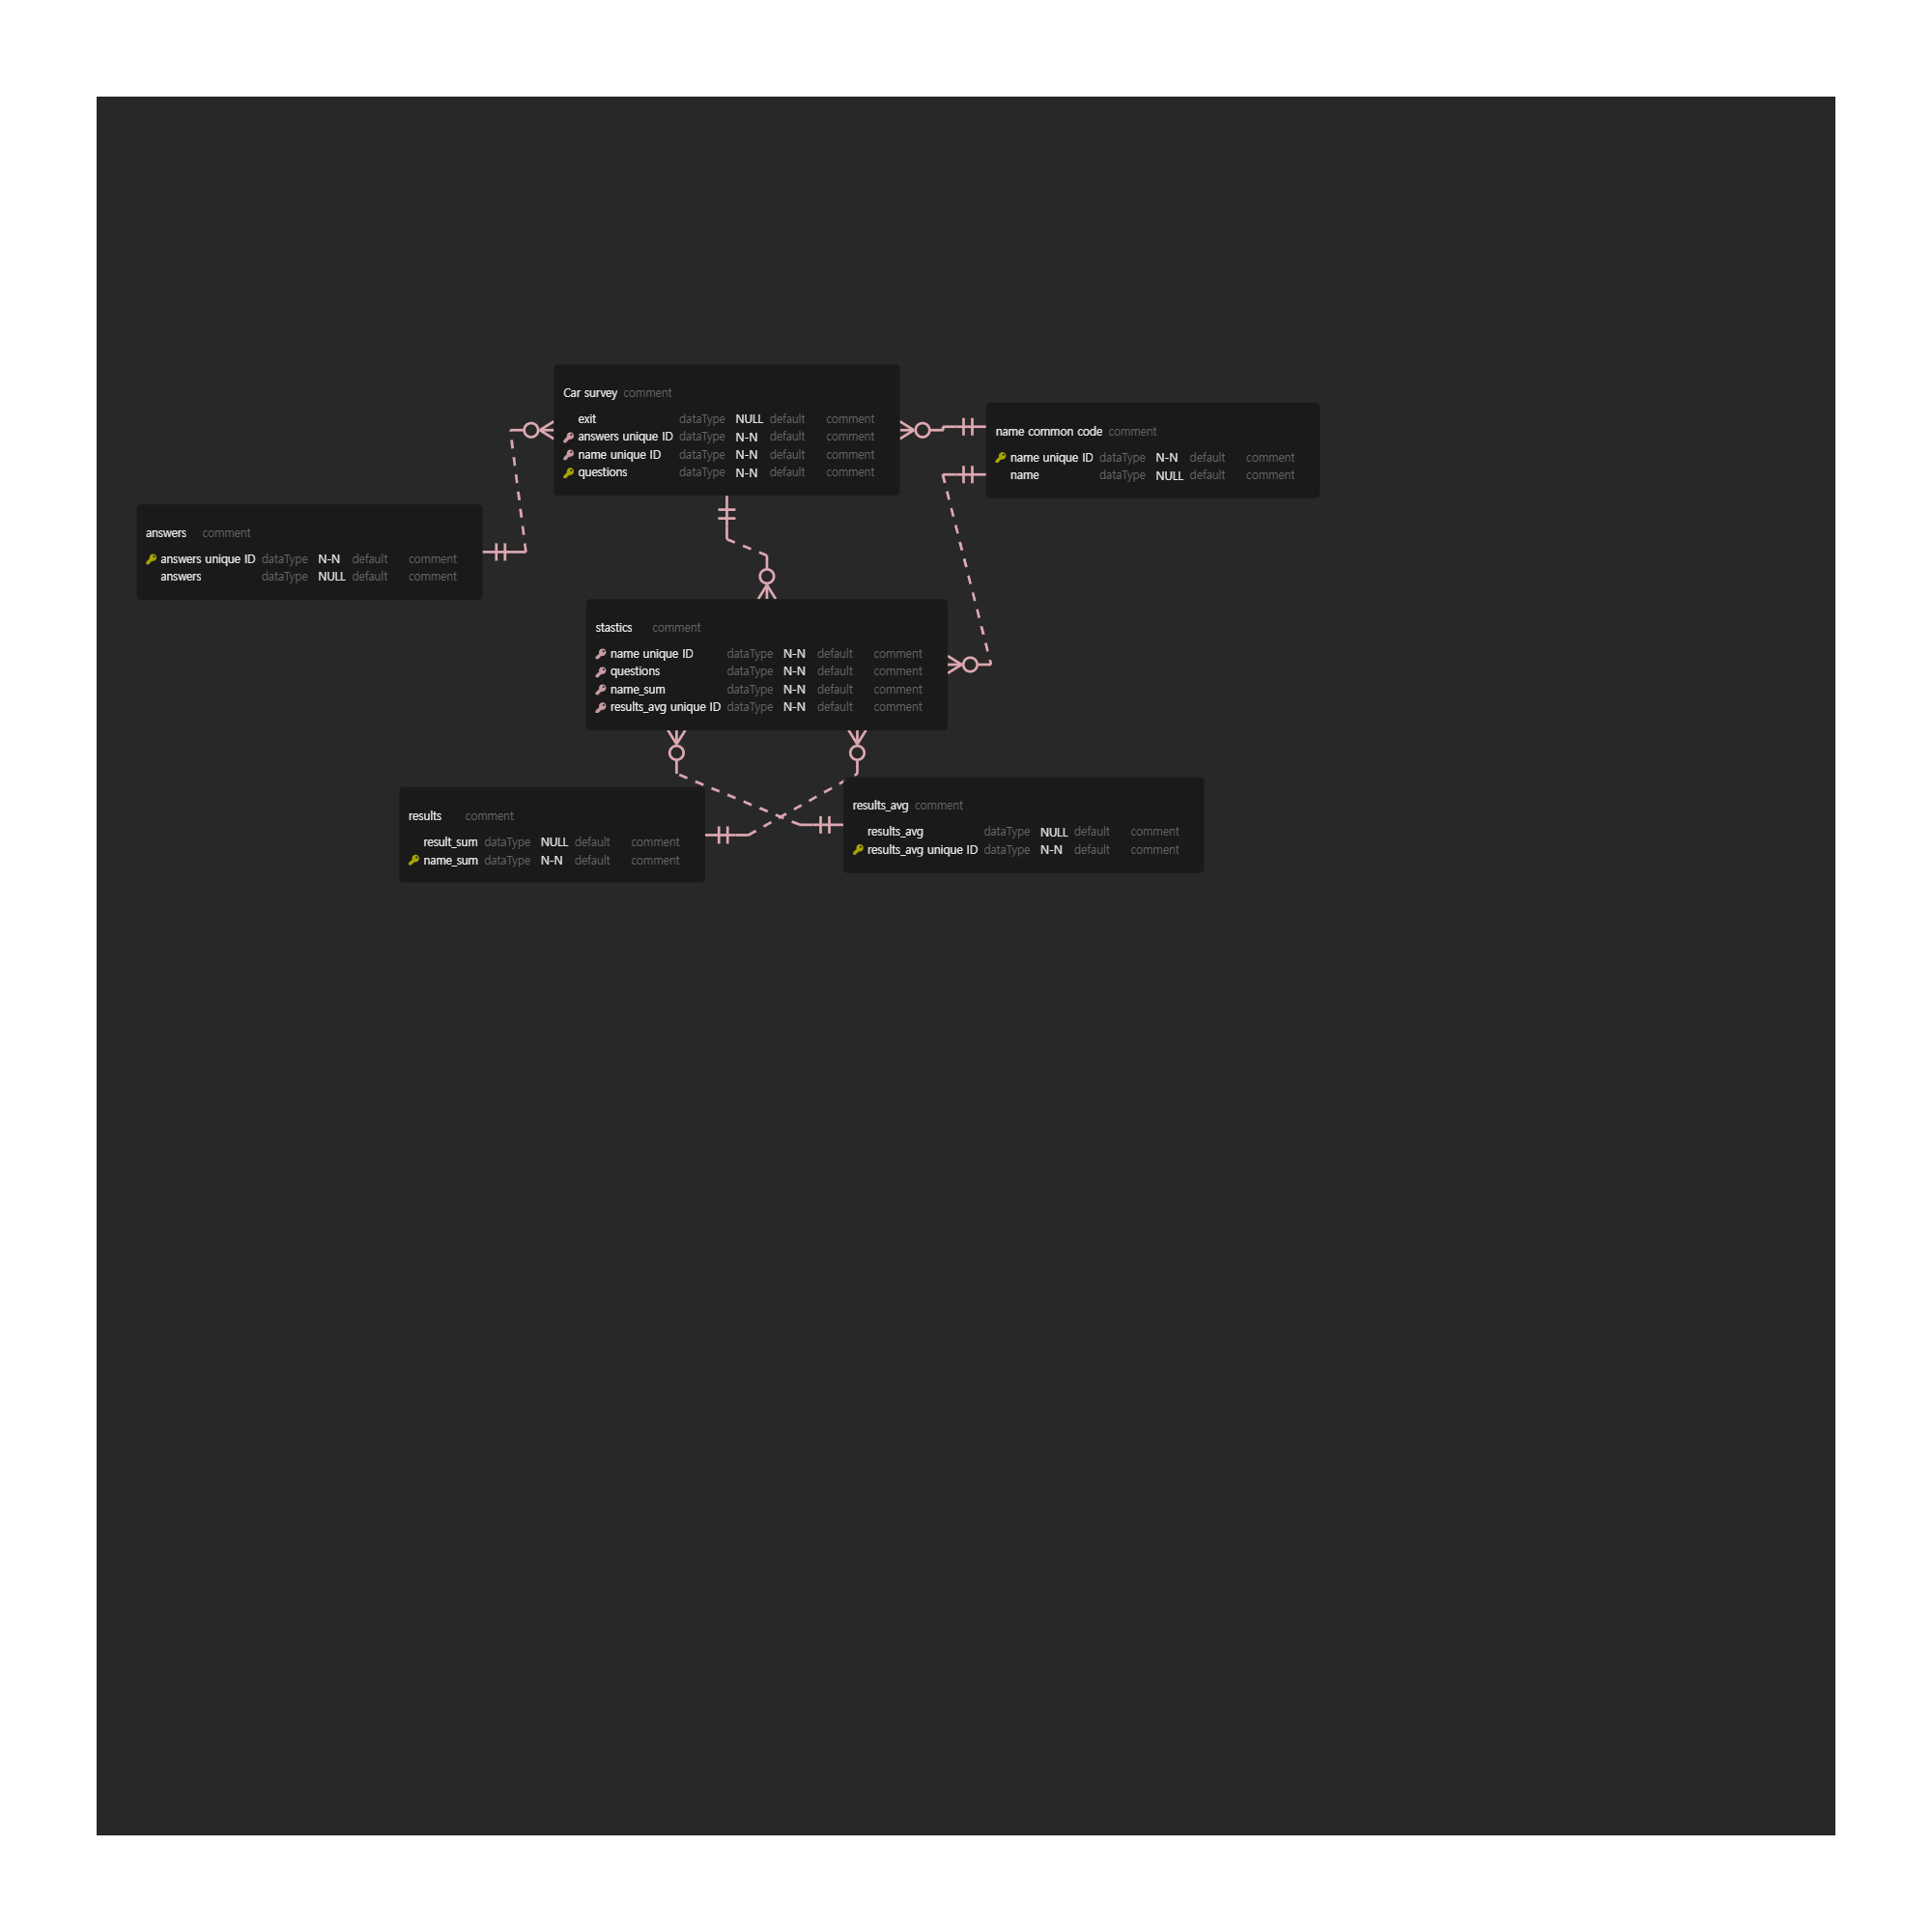 Car survey comment
exit dataType NULL default comment
answers unique ID dataType N-N default comment
name unique ID dataType N-N default comment
questions dataType N-N default comment
name common code comment
name unique ID dataType N-N default comment
name dataType NULL default comment
answers comment
answers unique ID dataType N-N default comment
answers dataType NULL default comment
stastics comment
name unique ID dataType N-N default comment
questions dataType N-N default comment
name_sum dataType N-N default comment
results_avg unique ID dataType N-N default comment
results comment
result_sum dataType NULL default comment
name_sum dataType N-N default comment
results_avg comment
results_avg dataType NULL default comment
results_avg unique ID dataType N-N default comment